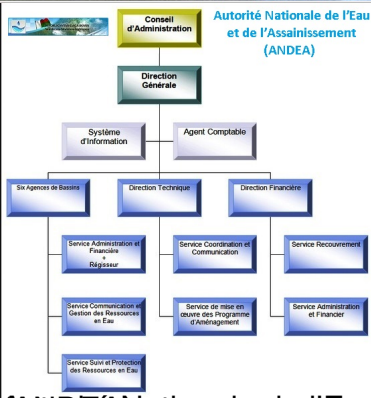 Autorité Nationale de l'Eau
et de l'Assainissement
(ANDEA)
Conseil
d'Administration
Direction
Générale
Système
d'Information
Agent Comptable
Six Agences de Bassins
Direction Technique
Direction Financière
Service Administration et
Financière
+
Régisseur
Service Coordination et
Communication
Service Recouvrement
Service Communication et
Gestion des Ressources
en Eau
Service de mise en
œuvre des Programme
d'Aménagement
Service Administration
et Financier
Service Suivi et Protection
des Ressources en Eau